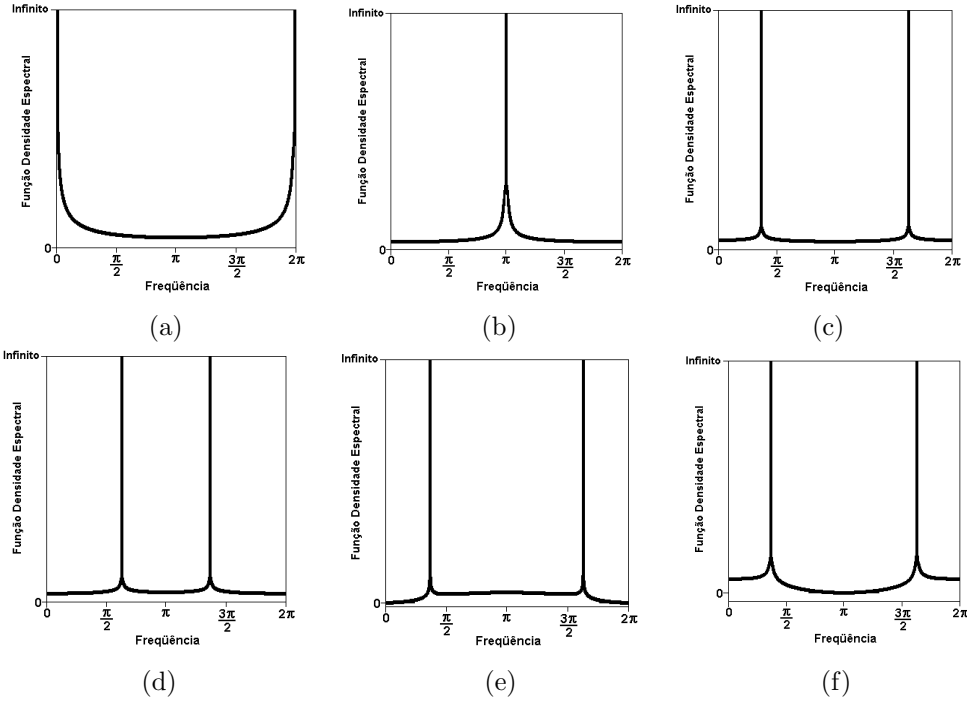 Infinito
Função Densidade Espectral
0
0 π/2 π 3π/2 2π
Freqüência
(a)
Infinito
Função Densidade Espectral
0
0 π/2 π 3π/2 2π
Freqüência
(b)
Infinito
Função Densidade Espectral
0
0 π/2 π 3π/2 2π
Freqüência
(c)
Infinito
Função Densidade Espectral
0
0 π/2 π 3π/2 2π
Freqüência
(d)
Infinito
Função Densidade Espectral
0
0 π/2 π 3π/2 2π
Freqüência
(e)
Infinito
Função Densidade Espectral
0
0 π/2 π 3π/2 2π
Freqüência
(f)